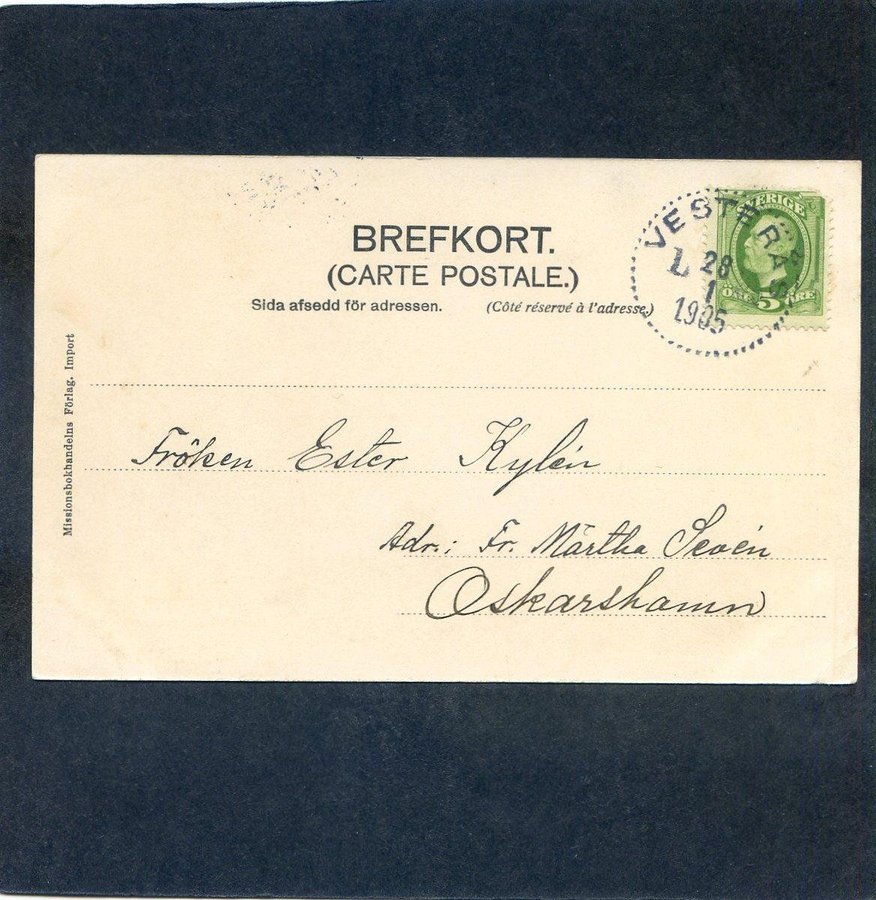 BREFKORT.
(CARTE POSTALE.)
Sida afsedd för adressen. (Côté réservé à l'adresse.)
SVERIGE
ÖRE 5 ÖRE
VESTERÅS
L
28
1
1905
Missionsbokhandelns Förlag. Import
Fröken Ester Kylén
Adr.: Fr. Märtha Sevén
Oskarshamn